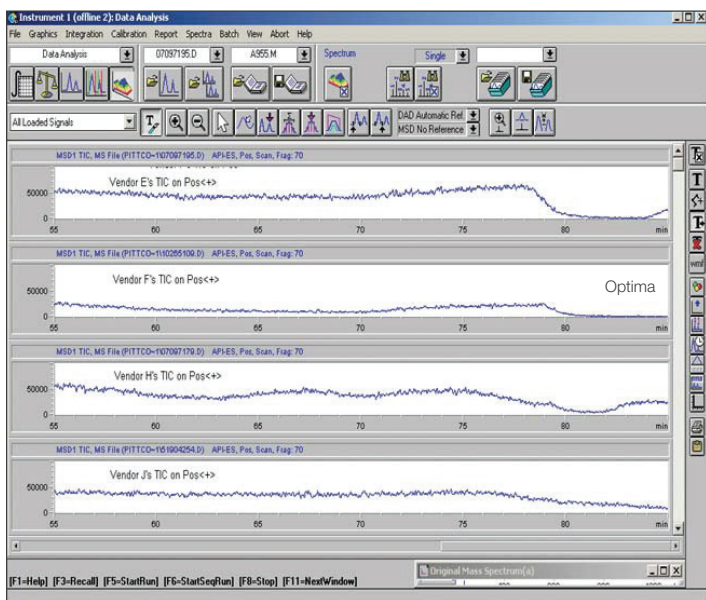 Instrument 1 (offline 2): Data Analysis
File Graphics Integration Calibration Report Spectra Batch View Abort Help
Data Analysis 07097195.D A955.M Spectrum Single
All Loaded Signals DAD Automatic Ref. MSD No Reference
MSD1 TIC, MS File (PITTCO~1\07097195.D) API-ES, Pos, Scan, Frag: 70
Vendor E's TIC on Pos<+>
50000
0
55 60 65 70 75 80 min
MSD1 TIC, MS File (PITTCO~1\10265109.D) API-ES, Pos, Scan, Frag: 70
Vendor F's TIC on Pos<+>
Optima
50000
0
55 60 65 70 75 80 min
MSD1 TIC, MS File (PITTCO~1\07097179.D) API-ES, Pos, Scan, Frag: 70
Vendor H's TIC on Pos<+>
50000
0
55 60 65 70 75 80 min
MSD1 TIC, MS File (PITTCO~1\51904254.D) API-ES, Pos, Scan, Frag: 70
Vendor J's TIC on Pos<+>
50000
0
55 60 65 70 75 80 min
Original Mass Spectrum(a)
[F1=Help] [F3=Recall] [F5=StartRun] [F6=StartSeqRun] [F8=Stop] [F11=NextWindow]